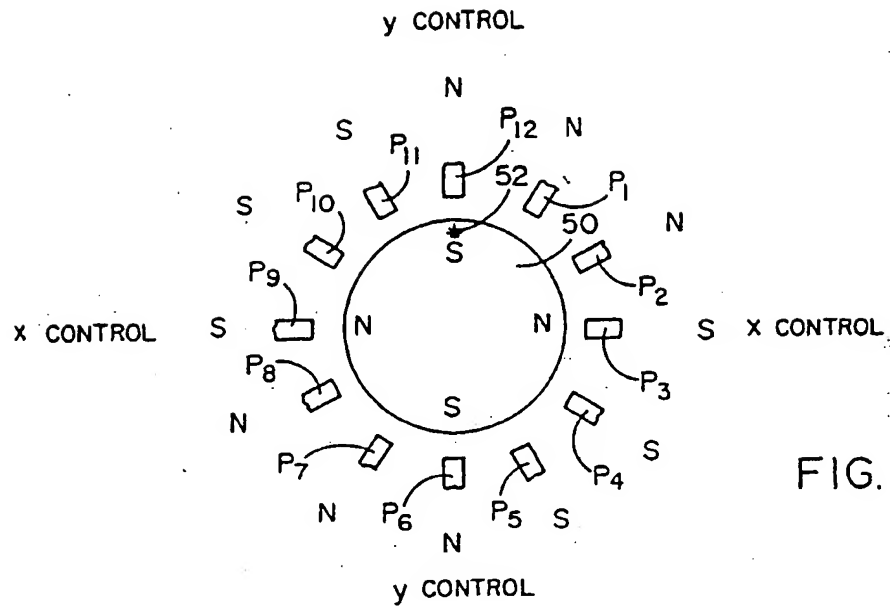 y CONTROL
N
S P11 P12 N
52 P1
S P10 50 N
S P2
P9
x CONTROL S N N S x CONTROL
P8 P3
N S P4 S
P7 FIG.
N P6 P5 S
N
y CONTROL